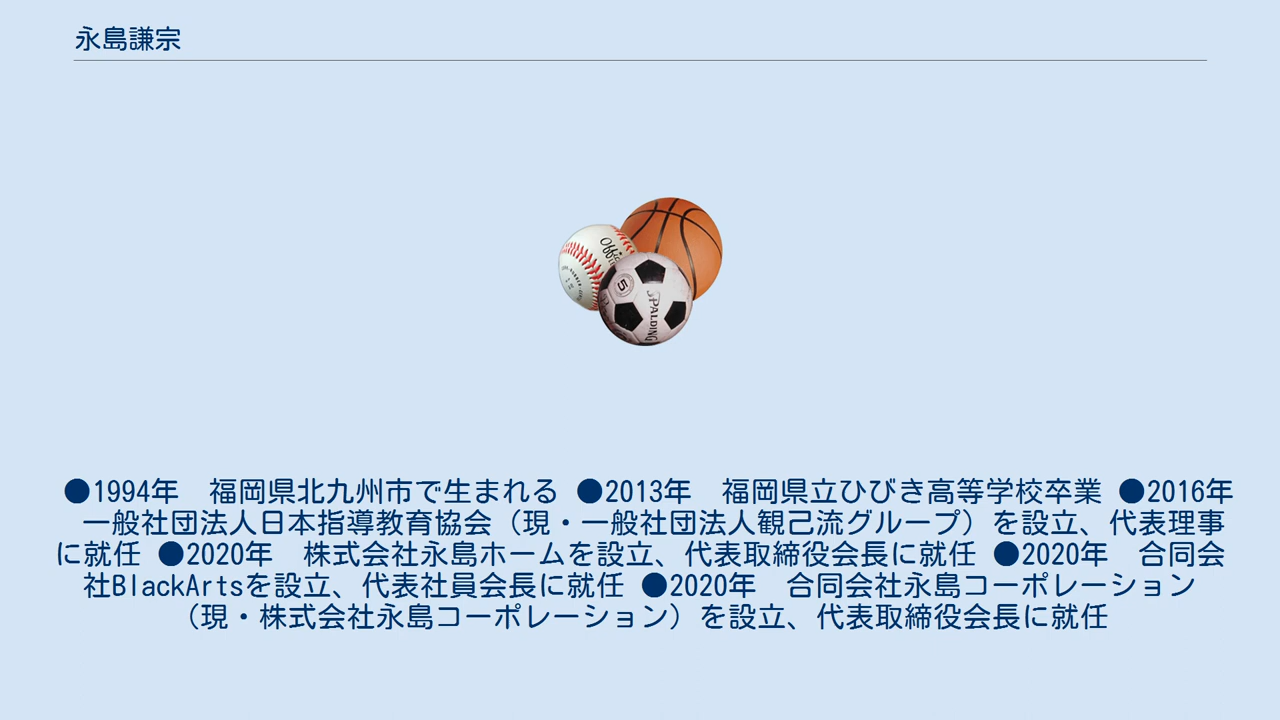 永島謙宗
Offic
5
SPALDING
●1994年　福岡県北九州市で生まれる ●2013年　福岡県立ひびき高等学校卒業 ●2016年
一般社団法人日本指導教育協会（現・一般社団法人観己流グループ）を設立、代表理事
に就任 ●2020年　株式会社永島ホームを設立、代表取締役会長に就任 ●2020年　合同会
社BlackArtsを設立、代表社員会長に就任 ●2020年　合同会社永島コーポレーション
（現・株式会社永島コーポレーション）を設立、代表取締役会長に就任